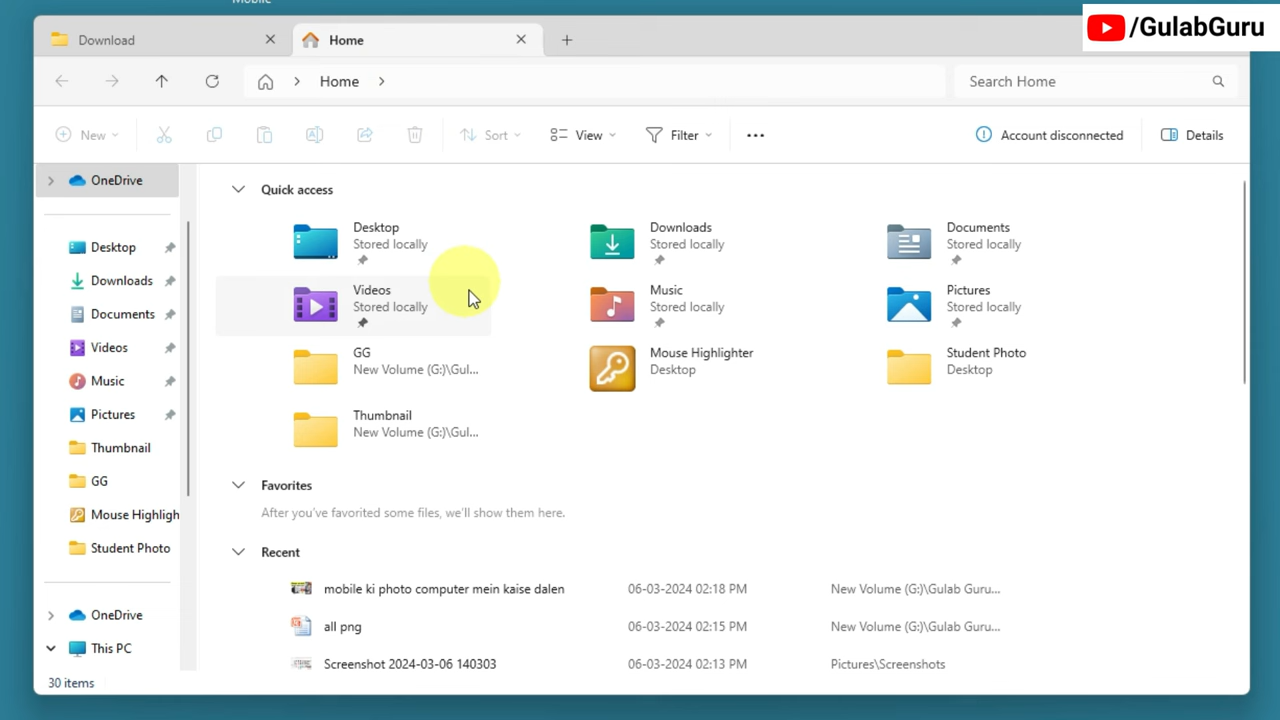 Mobile
/GulabGuru
Download
Home
Home
Search Home
New
Sort
View
Filter
Account disconnected
Details
OneDrive
Desktop
Downloads
Documents
Videos
Music
Pictures
Thumbnail
GG
Mouse Highligh
Student Photo
OneDrive
This PC
Quick access
Desktop
Stored locally
Downloads
Stored locally
Documents
Stored locally
Videos
Stored locally
Music
Stored locally
Pictures
Stored locally
GG
New Volume (G:)\Gul...
Mouse Highlighter
Desktop
Student Photo
Desktop
Thumbnail
New Volume (G:)\Gul...
Favorites
After you've favorited some files, we'll show them here.
Recent
mobile ki photo computer mein kaise dalen 06-03-2024 02:18 PM New Volume (G:)\Gulab Guru...
all png 06-03-2024 02:15 PM New Volume (G:)\Gulab Guru...
Screenshot 2024-03-06 140303 06-03-2024 02:13 PM Pictures\Screenshots
30 items